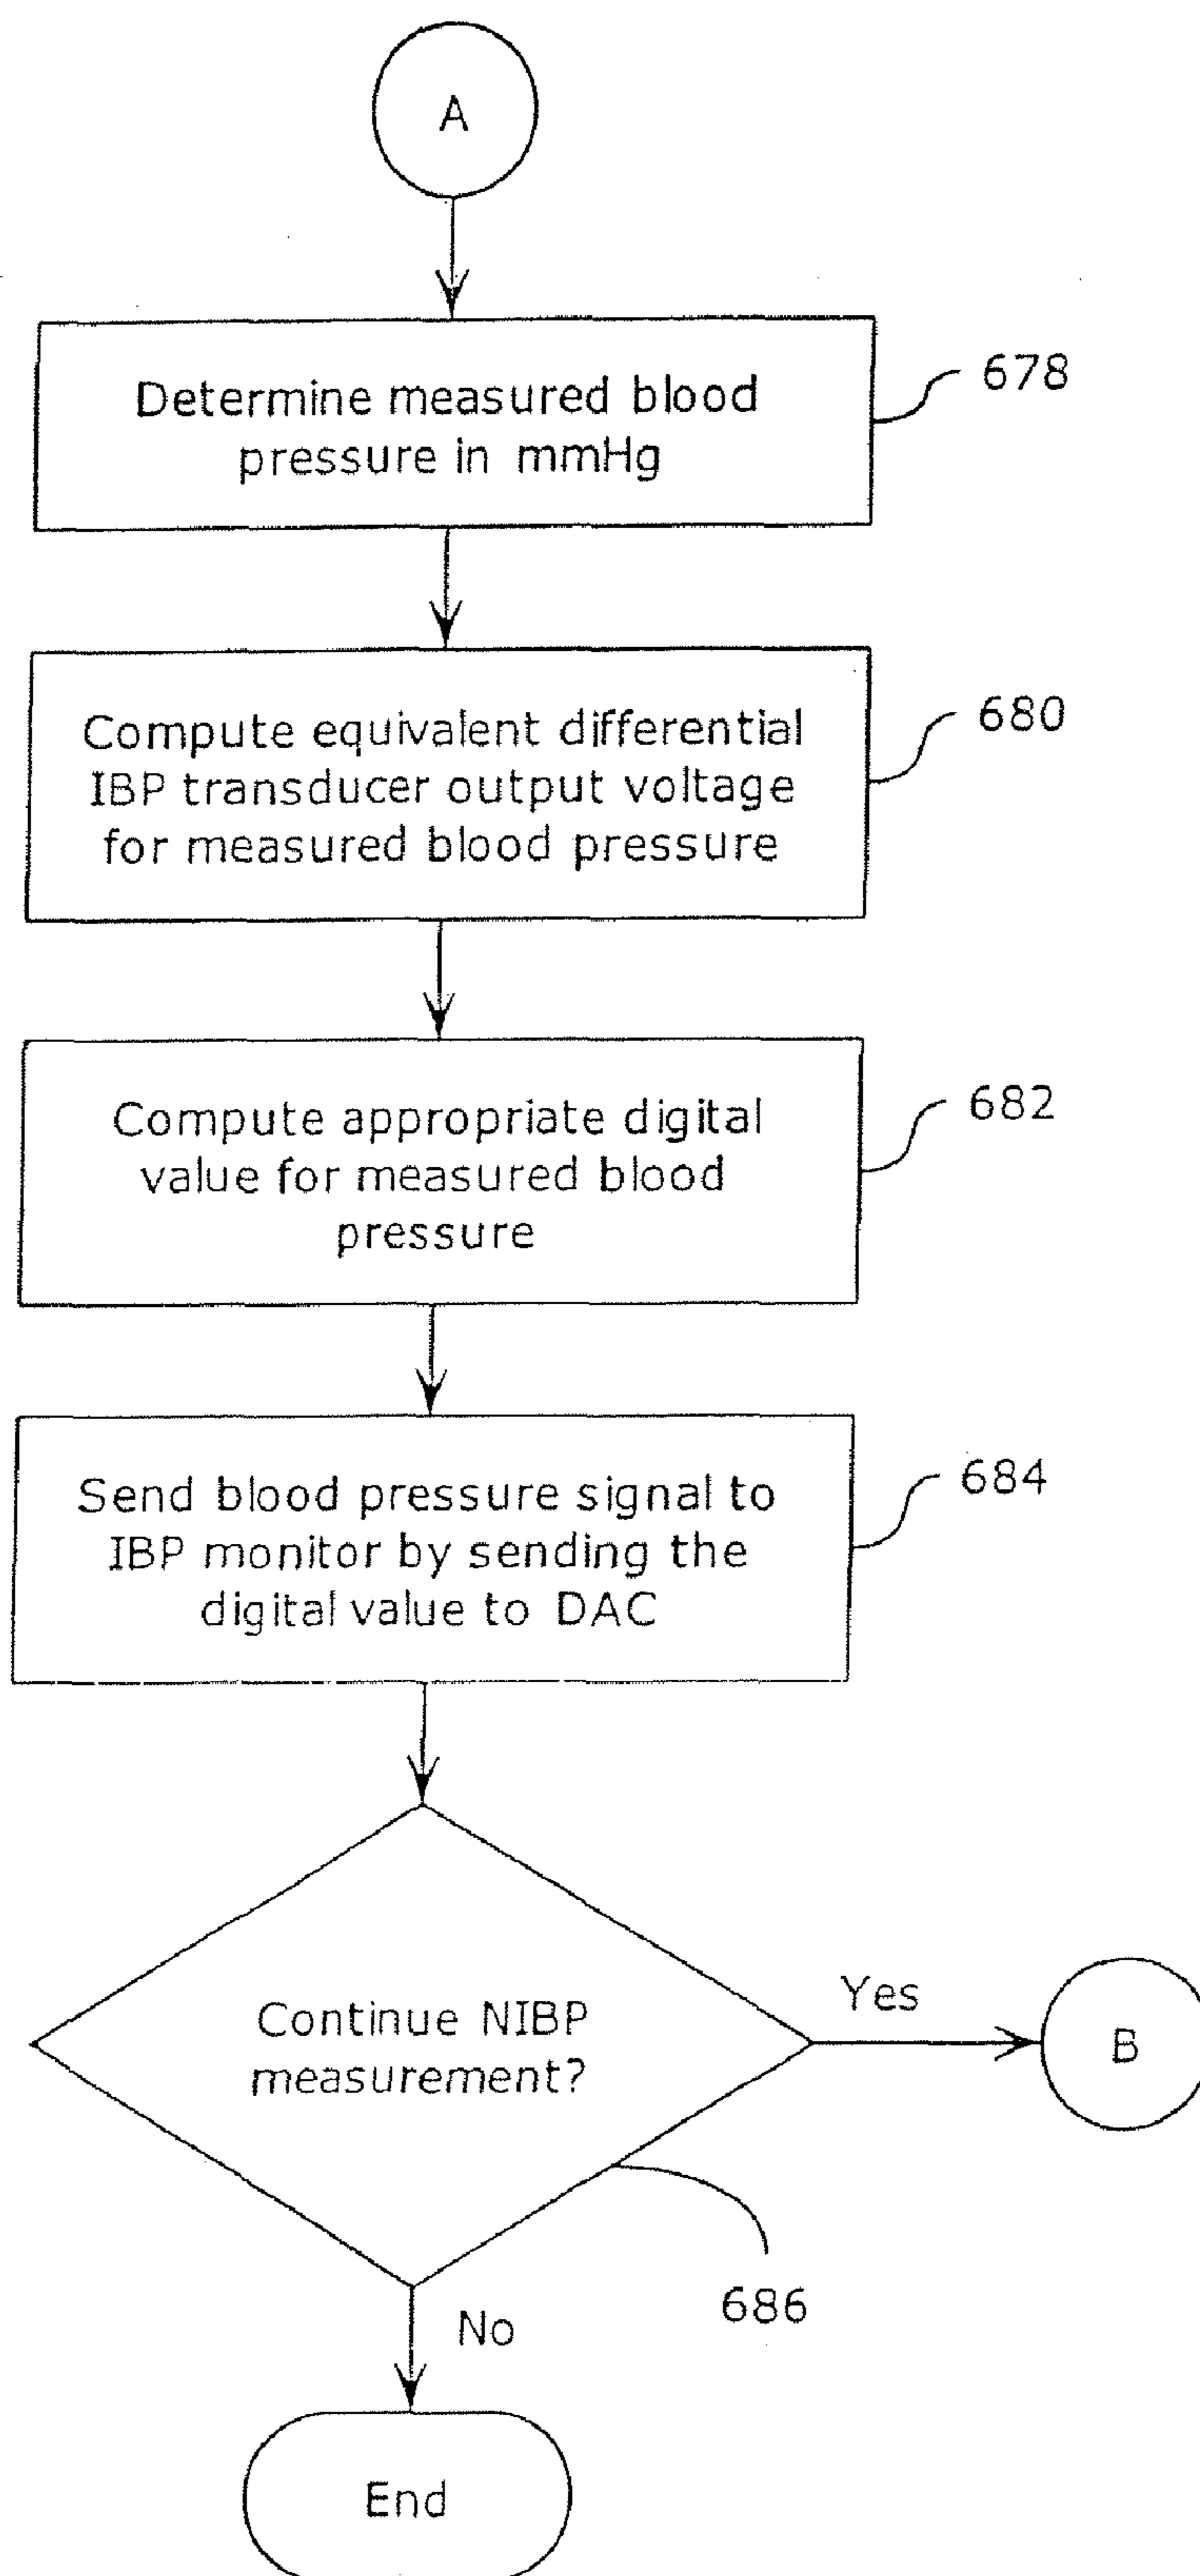 A
Determine measured blood
pressure in mmHg
678
Compute equivalent differential
IBP transducer output voltage
for measured blood pressure
680
Compute appropriate digital
value for measured blood
pressure
682
Send blood pressure signal to
IBP monitor by sending the
digital value to DAC
684
Continue NIBP
measurement?
Yes
B
686
No
End